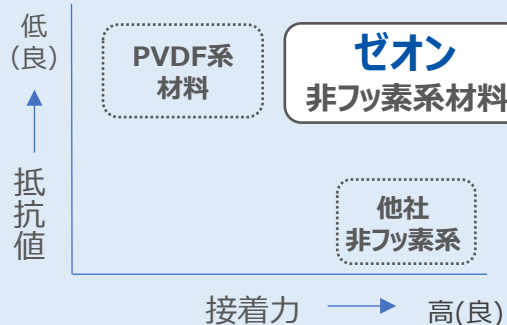 低
(良)
抵抗値
PVDF系
材料
ゼオン
非フッ素系材料
他社
非フッ素系
接着力
高(良)